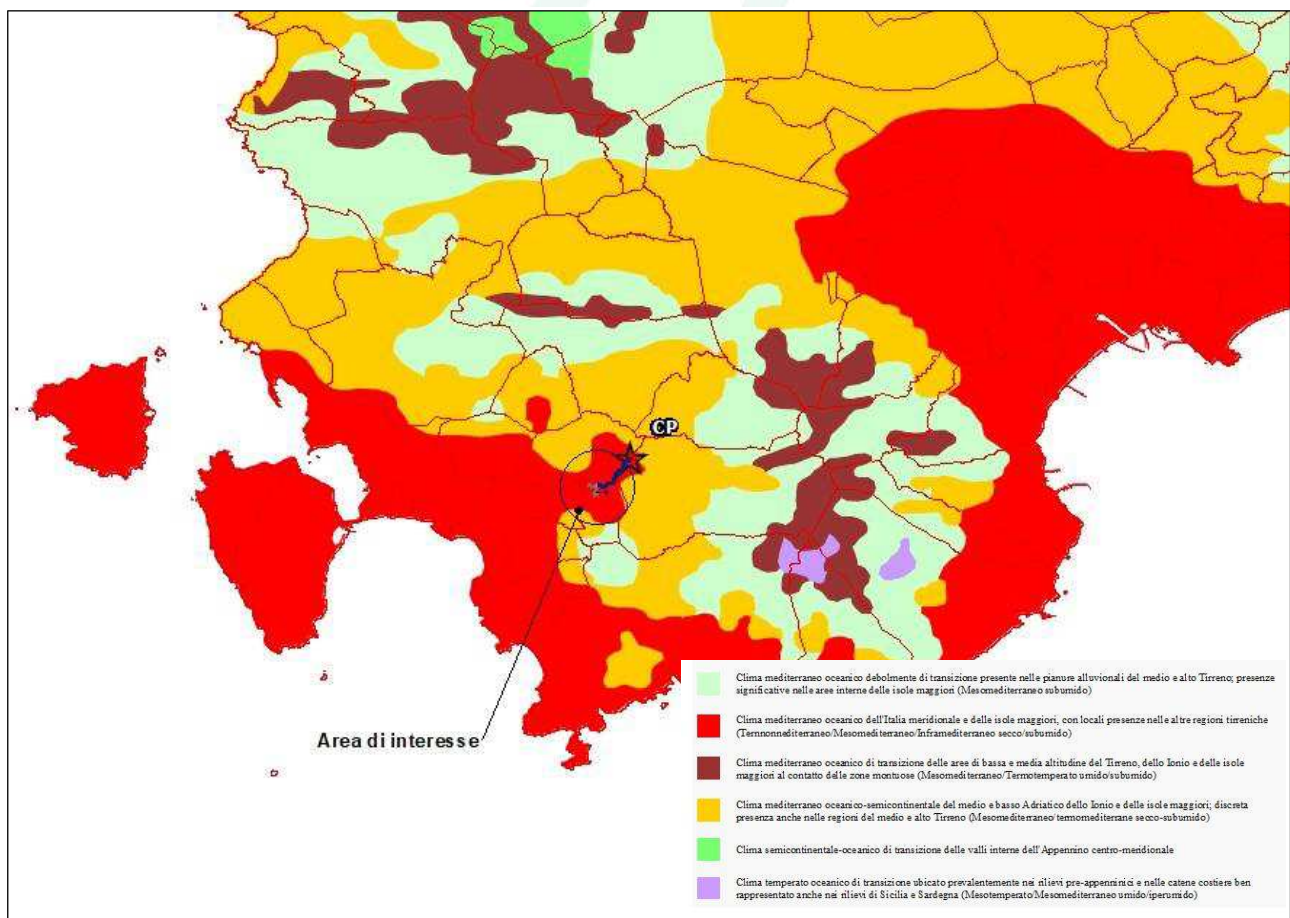 CP
Area di interesse
Clima mediterraneo oceanico debolmente di transizione presente nelle pianure alluvionali del medio e alto Tirreno; presenze
significative nelle aree interne delle isole maggiori (Mesomediterraneo subumido)
Clima mediterraneo oceanico dell'Italia meridionale e delle isole maggiori, con locali presenze nelle altre regioni tirreniche
(Ternnonnediterraneo/Mesomediterraneo/Inframediterraneo secco/subumido)
Clima mediterraneo oceanico di transizione delle aree di bassa e media altitudine del Tirreno, dello Ionio e delle isole
maggiori al contatto delle zone montuose (Mesomediterraneo/Termotemperato umido/subumido)
Clima mediterraneo oceanico-semicontinentale del medio e basso Adriatico dello Ionio e delle isole maggiori; discreta
presenza anche nelle regioni del medio e alto Tirreno (Mesomediterraneo/termomediterrane secco-subumido)
Clima semicontinentale-oceanico di transizione delle valli interne dell'Appennino centro-meridionale
Clima temperato oceanico di transizione ubicato prevalentemente nei rilievi pre-appenninici e nelle catene costiere ben
rappresentato anche nei rilievi di Sicilia e Sardegna (Mesotemperato/Mesomediterraneo umido/iperumido)